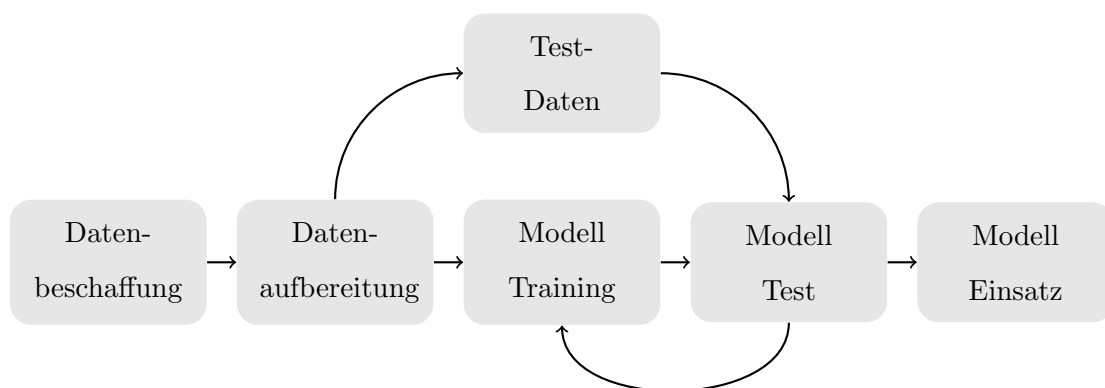 Test-
Daten
Daten-
beschaffung
Daten-
aufbereitung
Modell
Training
Modell
Test
Modell
Einsatz